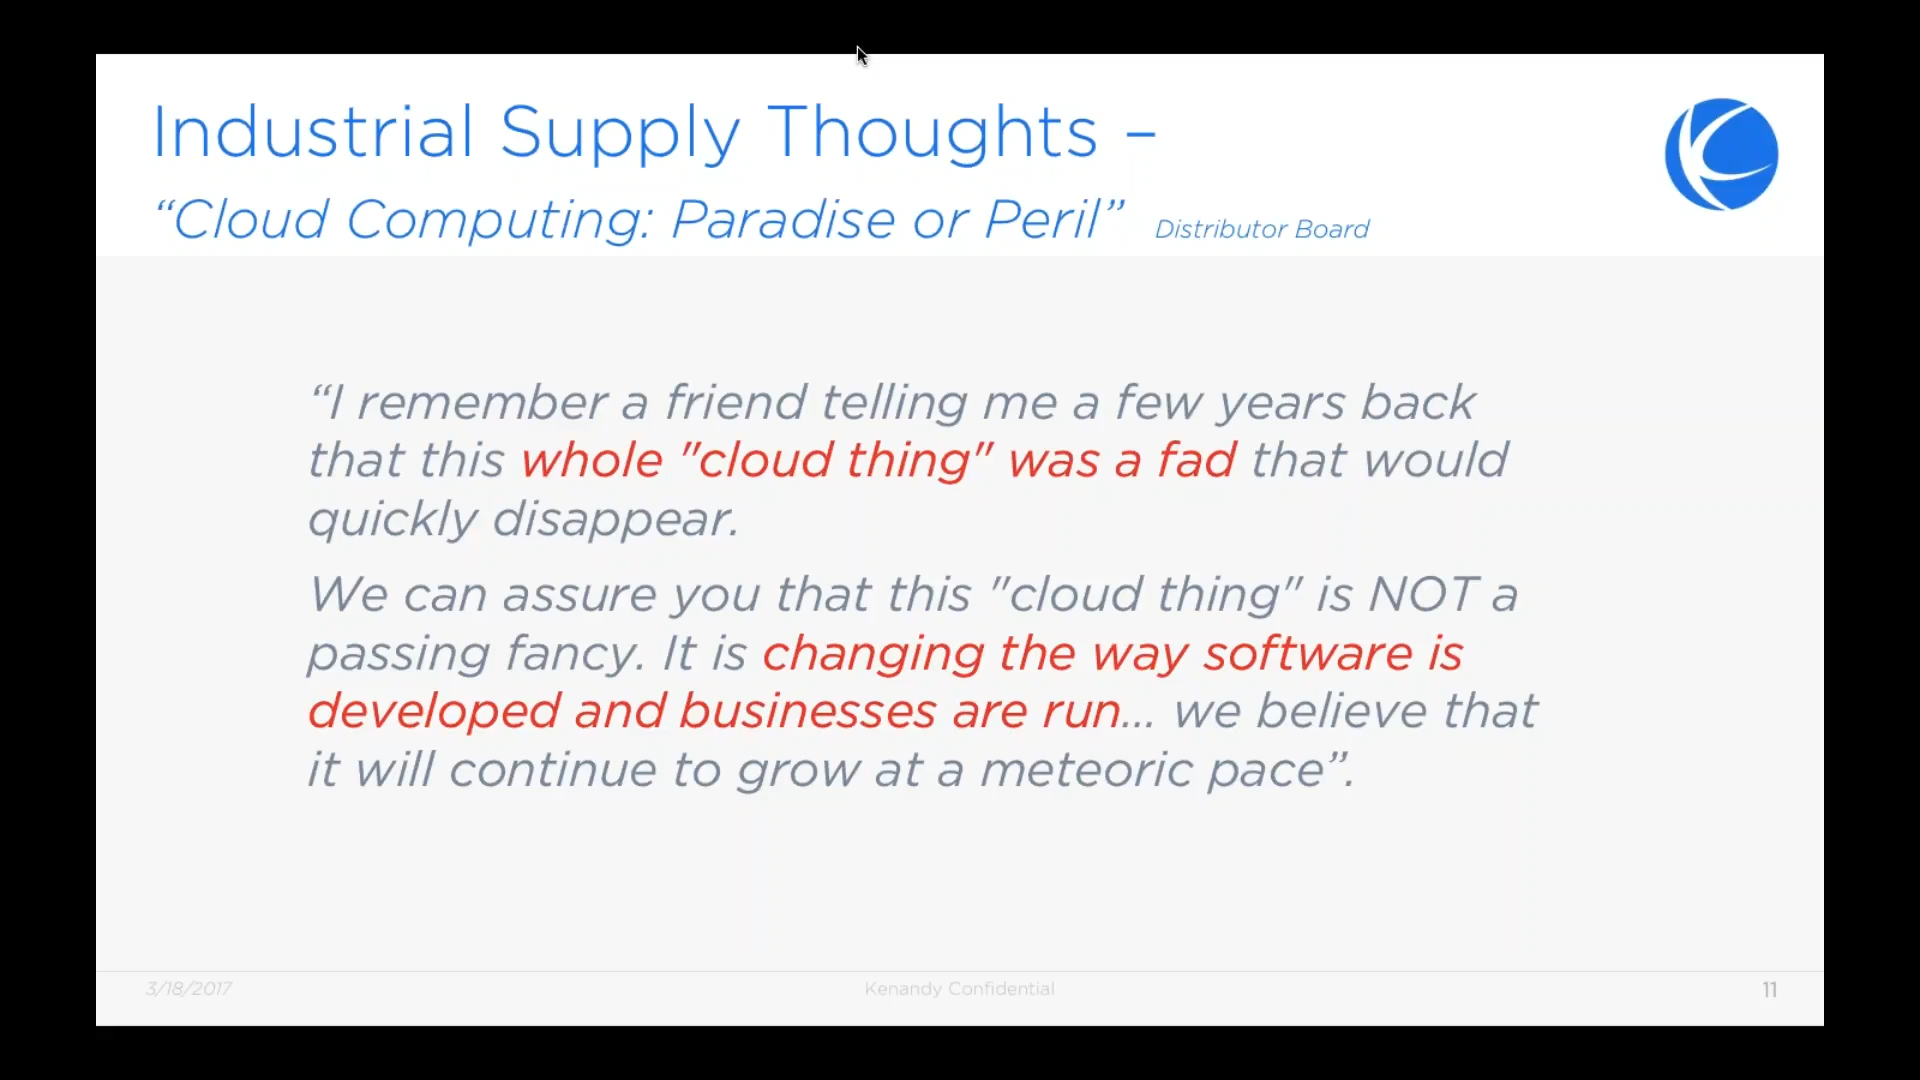 Industrial Supply Thoughts –
“Cloud Computing: Paradise or Peril” Distributor Board
“I remember a friend telling me a few years back
that this whole "cloud thing" was a fad that would
quickly disappear.
We can assure you that this "cloud thing" is NOT a
passing fancy. It is changing the way software is
developed and businesses are run... we believe that
it will continue to grow at a meteoric pace”.
3/18/2017 Kenandy Confidential 11